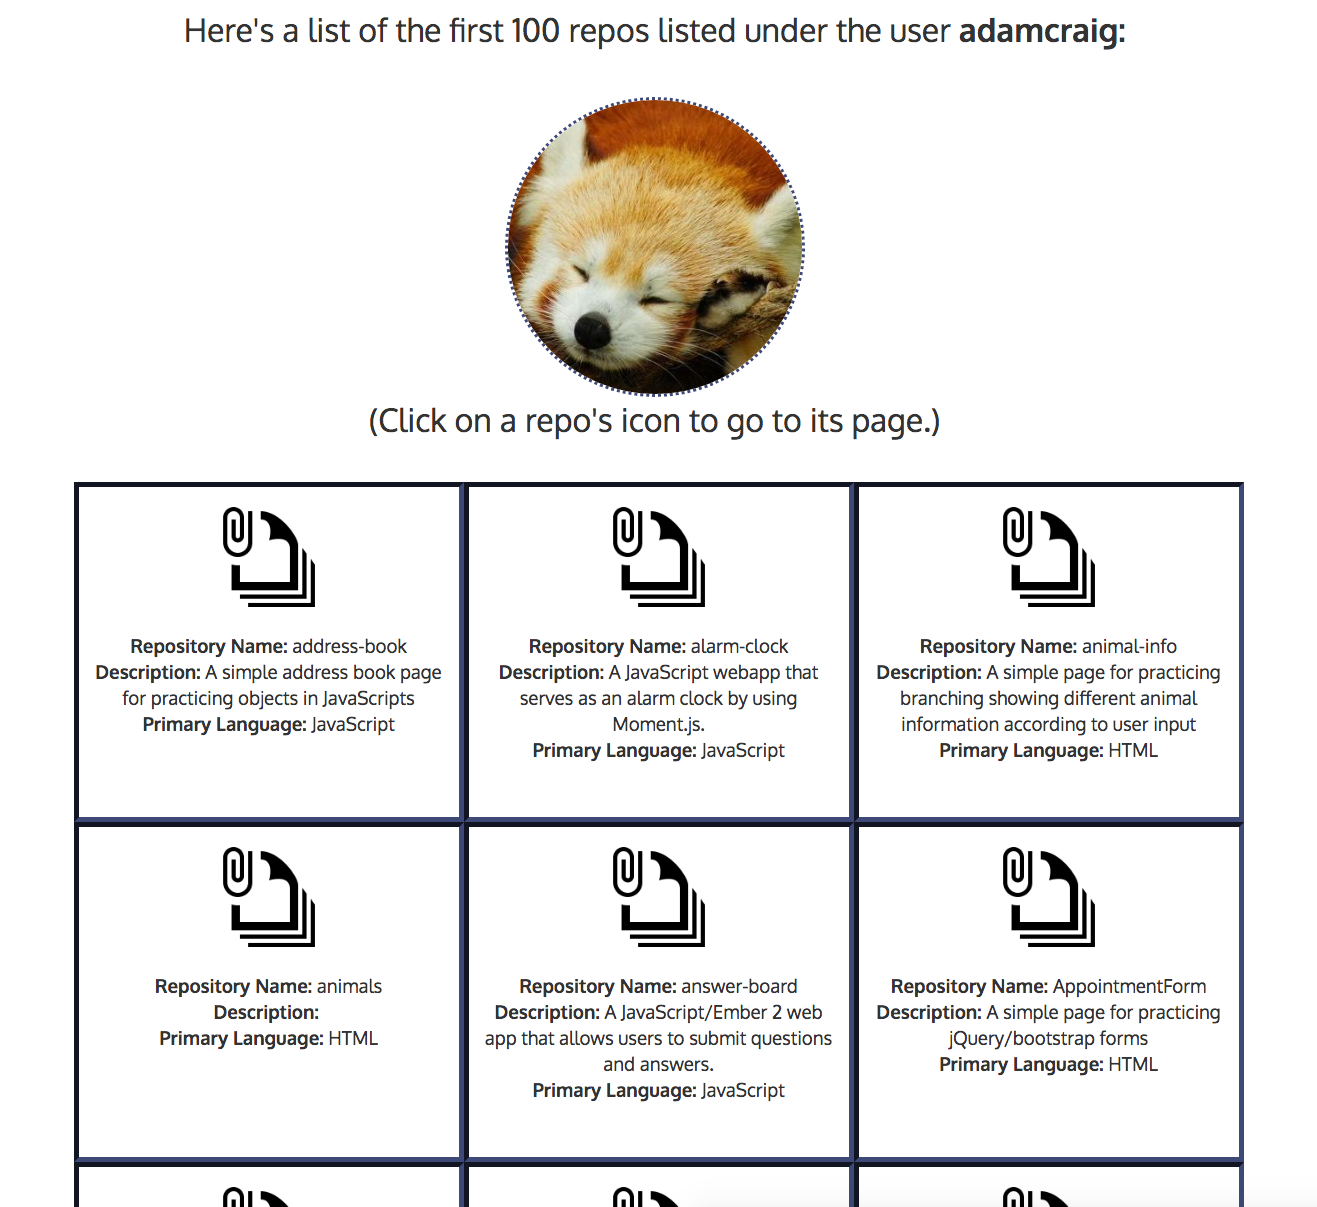 Here's a list of the first 100 repos listed under the user adamcraig:
(Click on a repo's icon to go to its page.)
Repository Name: address-book
Description: A simple address book page
for practicing objects in JavaScripts
Primary Language: JavaScript
Repository Name: alarm-clock
Description: A JavaScript webapp that
serves as an alarm clock by using
Moment.js.
Primary Language: JavaScript
Repository Name: animal-info
Description: A simple page for practicing
branching showing different animal
information according to user input
Primary Language: HTML
Repository Name: animals
Description:
Primary Language: HTML
Repository Name: answer-board
Description: A JavaScript/Ember 2 web
app that allows users to submit questions
and answers.
Primary Language: JavaScript
Repository Name: AppointmentForm
Description: A simple page for practicing
jQuery/bootstrap forms
Primary Language: HTML